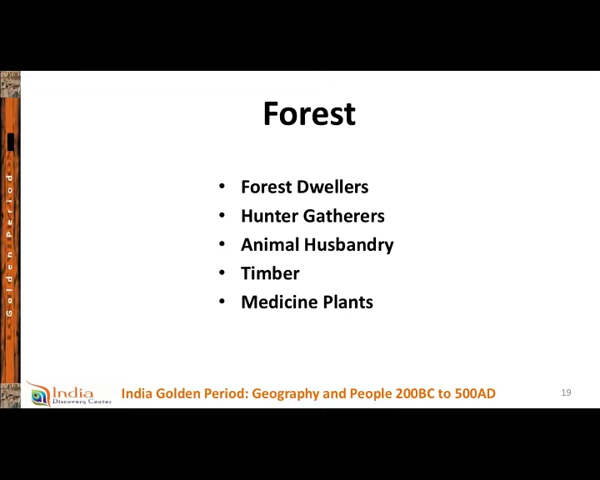 Forest
• Forest Dwellers
• Hunter Gatherers
• Animal Husbandry
• Timber
• Medicine Plants
Golden Period
India
Discovery Center
India Golden Period: Geography and People 200BC to 500AD
19